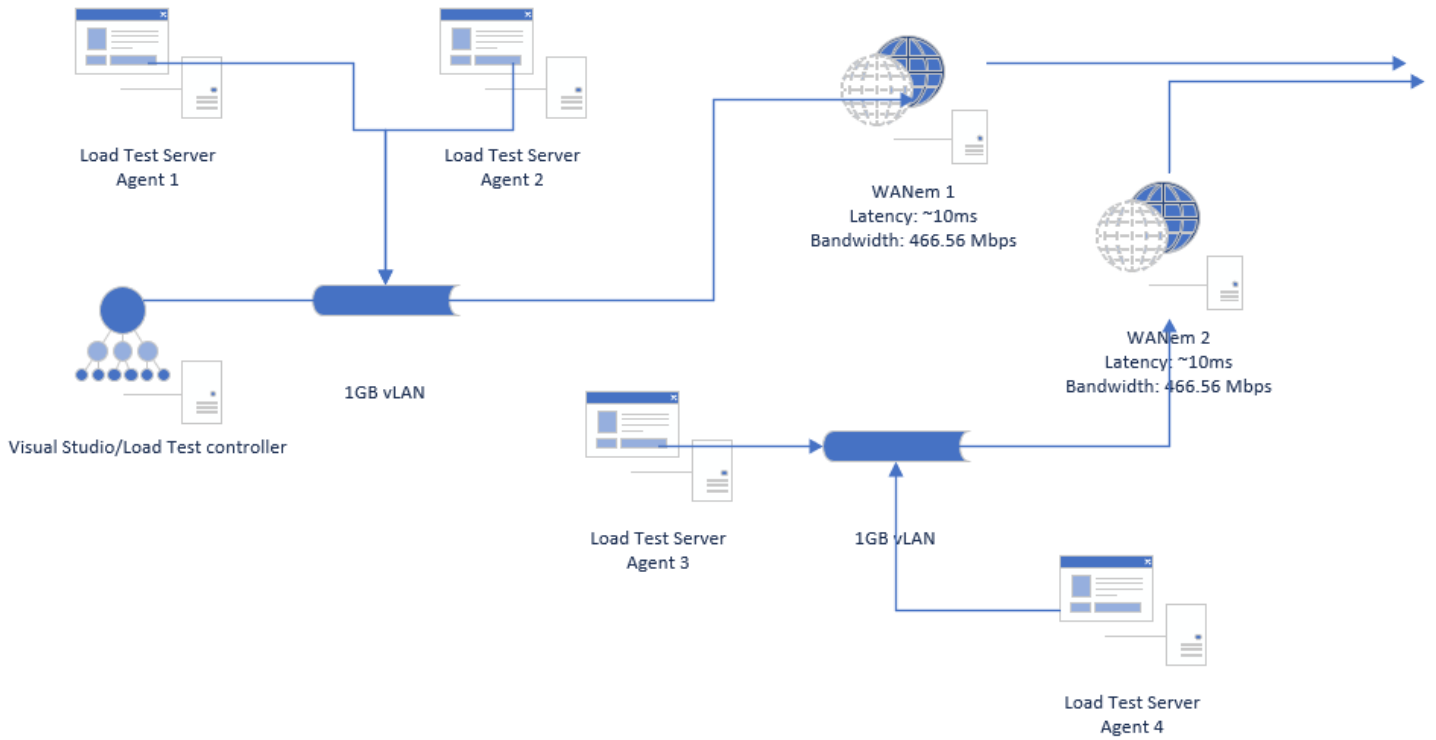 Load Test Server
Agent 1
Load Test Server
Agent 2
WANem 1
Latency: ~10ms
Bandwidth: 466.56 Mbps
WANem 2
Latency: ~10ms
Bandwidth: 466.56 Mbps
1GB vLAN
Visual Studio/Load Test controller
Load Test Server
Agent 3
1GB vLAN
Load Test Server
Agent 4